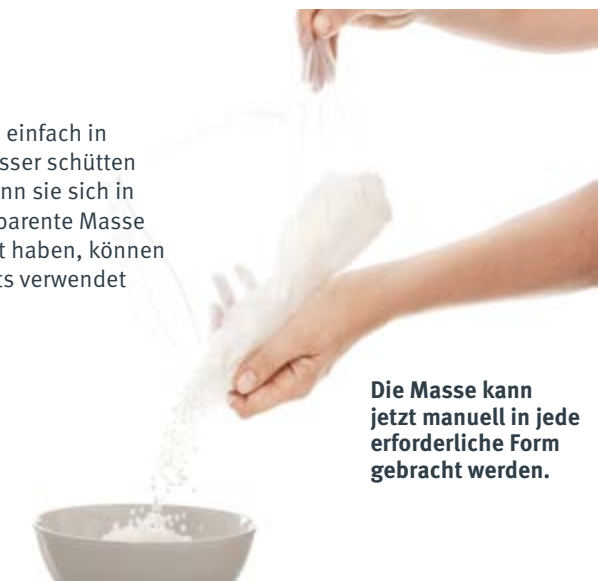 einfach in
sser schütten
nn sie sich in
parente Masse
t haben, können
ts verwendet
Die Masse kann
jetzt manuell in jede
erforderliche Form
gebracht werden.